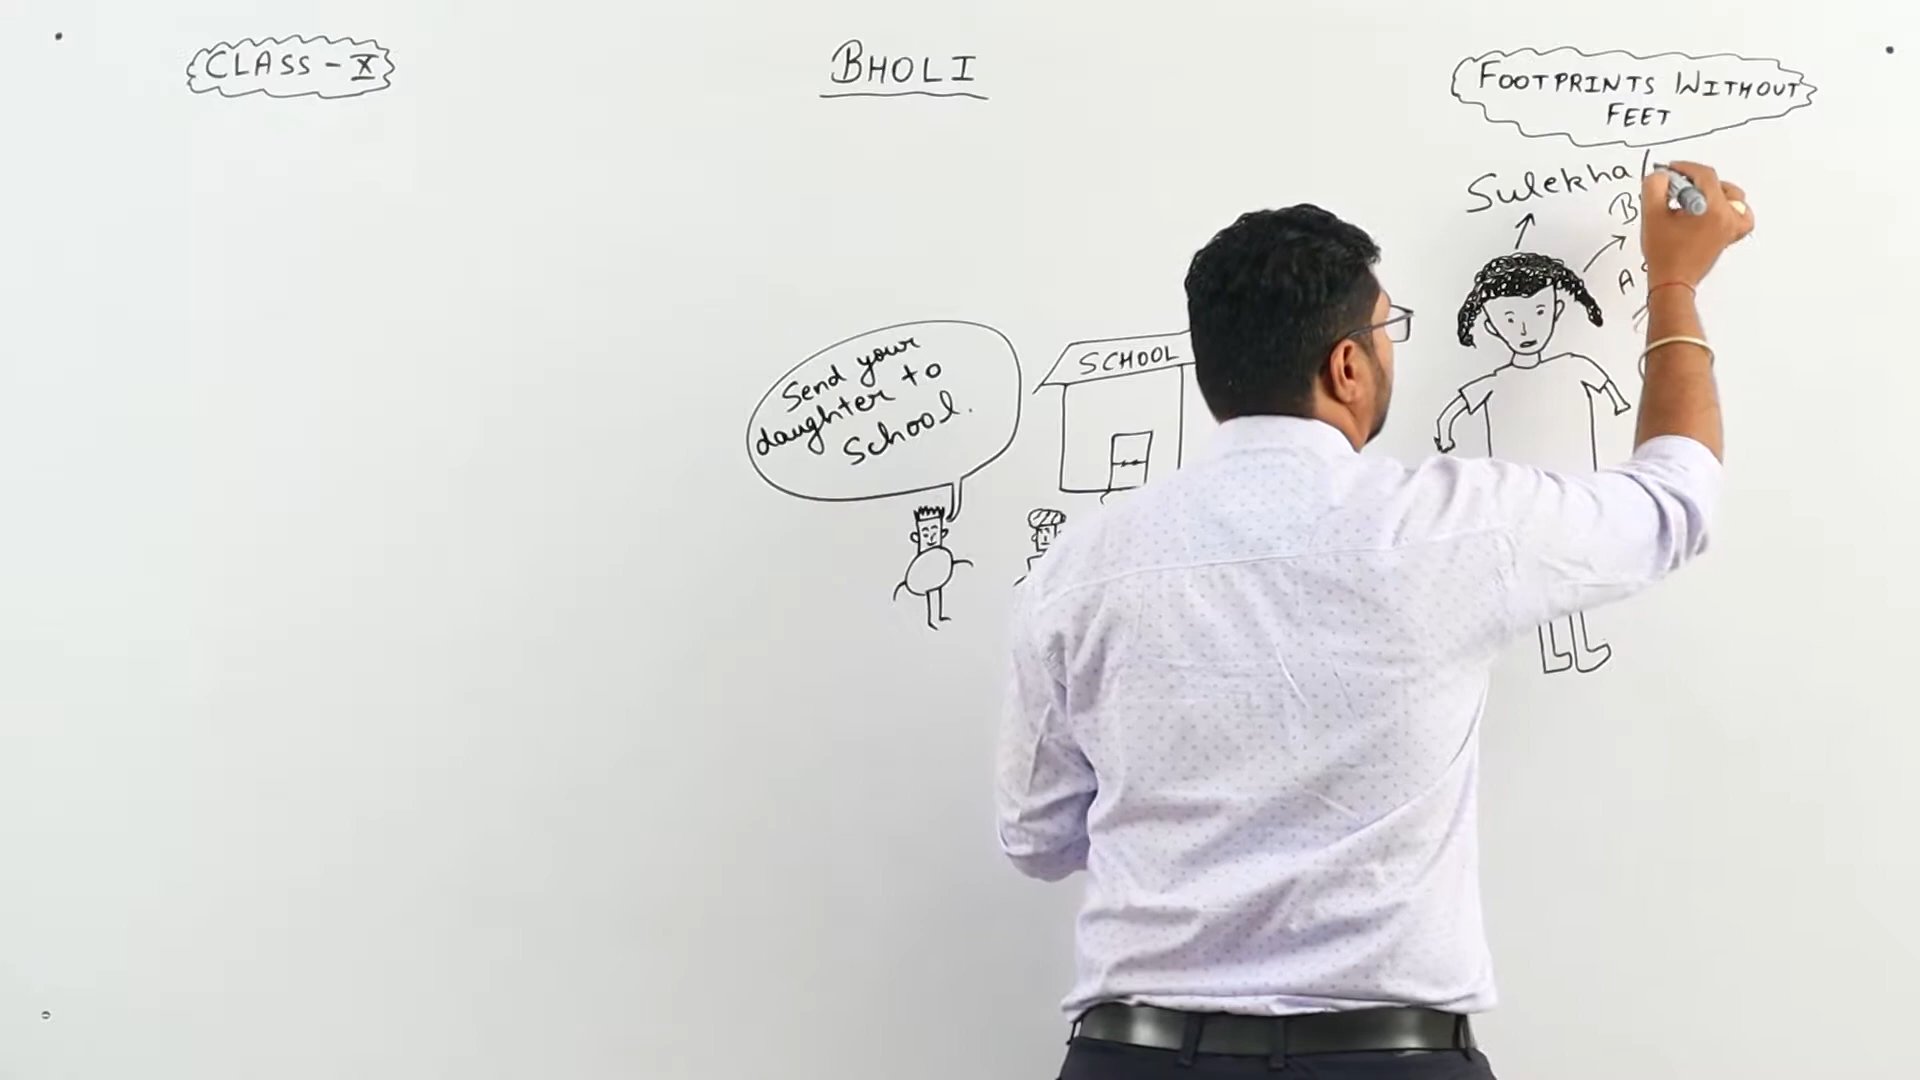 CLASS - X
BHOLI
FOOTPRINTS WITHOUT
FEET
Sulekha
Send your
daughter to
School.
SCHOOL